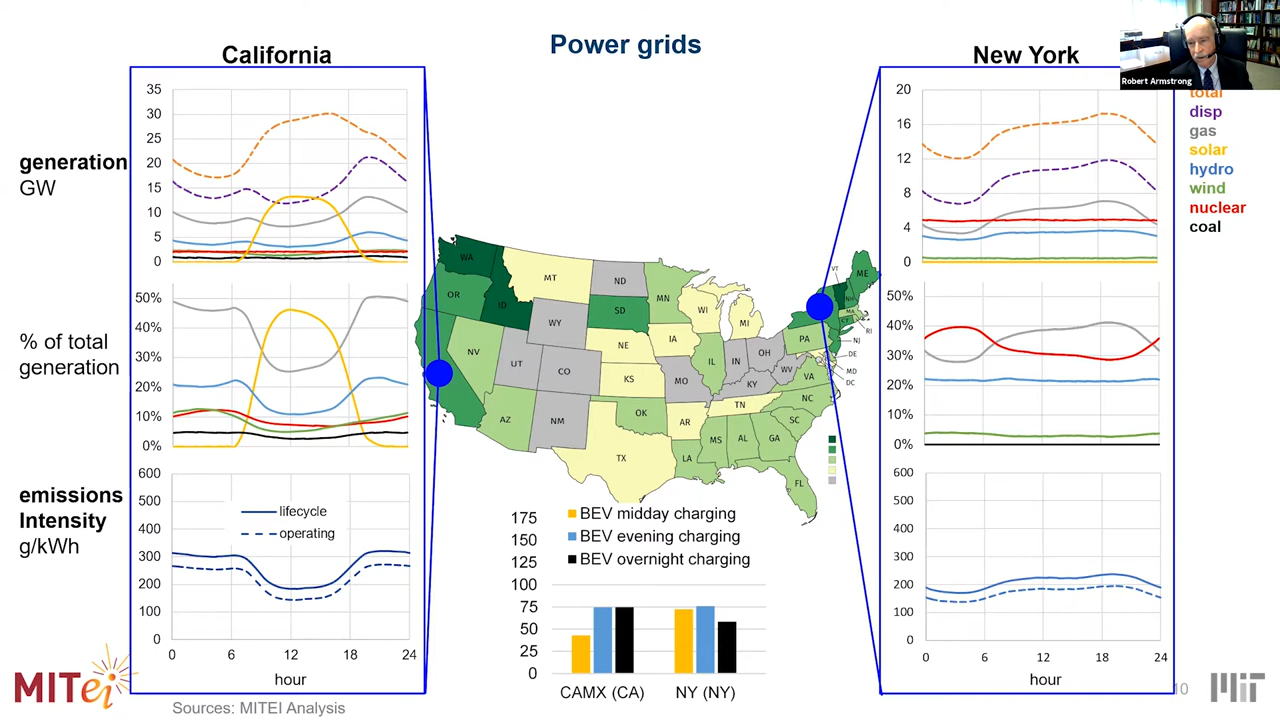 Power grids
California
New York
Robert Armstrong
generation
GW
35
30
25
20
15
10
5
0
20
16
12
8
4
0
total
disp
gas
solar
hydro
wind
nuclear
coal
% of total
generation
50%
40%
30%
20%
10%
0%
50%
40%
30%
20%
10%
0%
emissions
Intensity
g/kWh
600
500
400
300
200
100
0
lifecycle
operating
0 6 12 18 24
hour
600
500
400
300
200
100
0
0 6 12 18 24
hour
WA
OR
ID
MT
ND
SD
MN
WY
NV
UT
CO
NE
KS
IA
WI
MI
IL
IN
OH
PA
MO
KY
WV
VA
AZ
NM
OK
AR
TN
NC
SC
TX
LA
MS
AL
GA
FL
VT
ME
NH
MA
CT
RI
NJ
DE
MD
DC
BEV midday charging
BEV evening charging
BEV overnight charging
175
150
125
100
75
50
25
0
CAMX (CA)
NY (NY)
MITei
Sources: MITEI Analysis
10
MIT